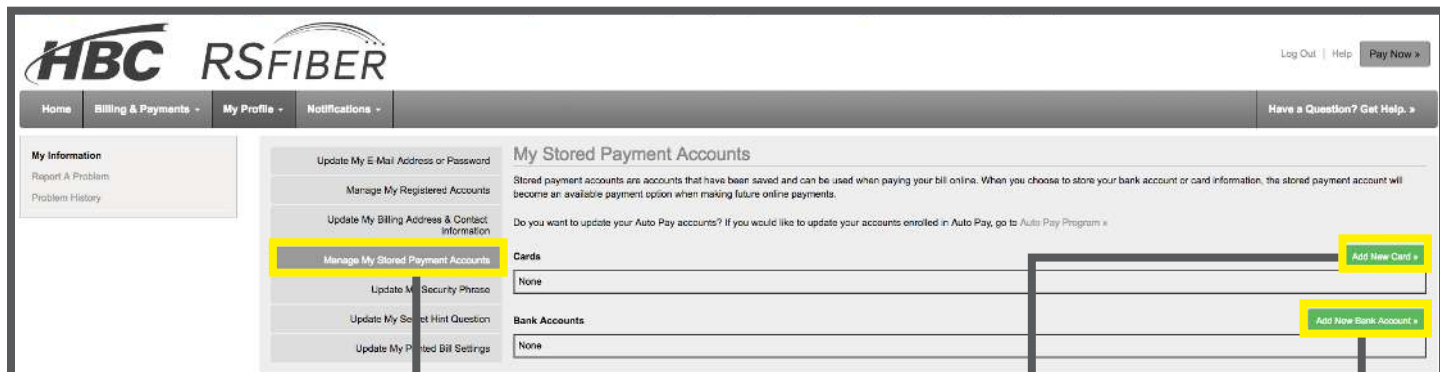 HBC RSFIBER
Log Out | Help Pay Now »
Home Billing & Payments - My Profile - Notifications - Have a Question? Get Help. »
My Information
Report A Problem
Problem History
Update My E-Mail Address or Password
Manage My Registered Accounts
Update My Billing Address & Contact
Information
Manage My Stored Payment Accounts
Update My Security Phrase
Update My Secret Hint Question
Update My Printed Bill Settings
My Stored Payment Accounts
Stored payment accounts are accounts that have been saved and can be used when paying your bill online. When you choose to store your bank account or card information, the stored payment account will
become an available payment option when making future online payments.
Do you want to update your Auto Pay accounts? If you would like to update your accounts enrolled in Auto Pay, go to Auto Pay Program »
Cards
Add New Card »
None
Bank Accounts
Add New Bank Account »
None